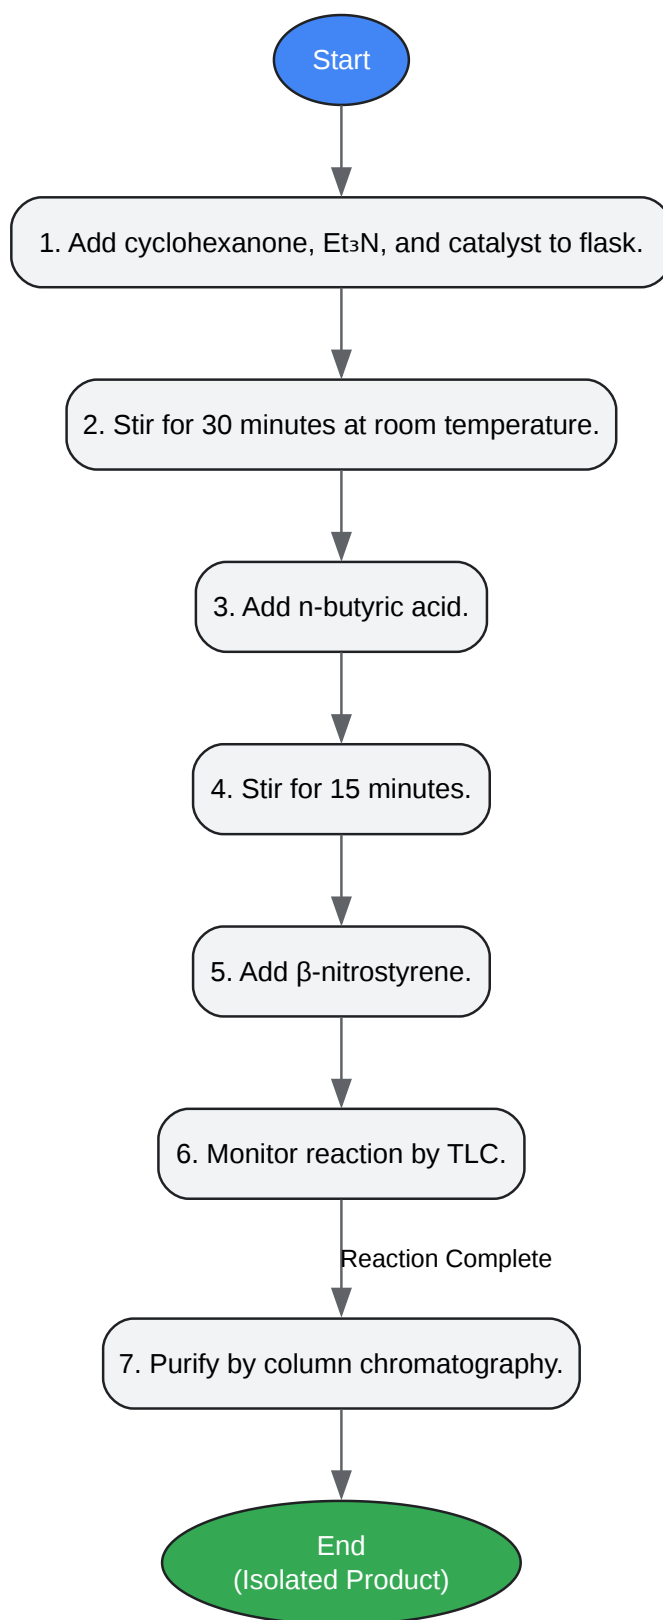 Start
1. Add cyclohexanone, Et₃N, and catalyst to flask.
2. Stir for 30 minutes at room temperature.
3. Add n-butyric acid.
4. Stir for 15 minutes.
5. Add β-nitrostyrene.
6. Monitor reaction by TLC.
Reaction Complete
7. Purify by column chromatography.
End
(Isolated Product)